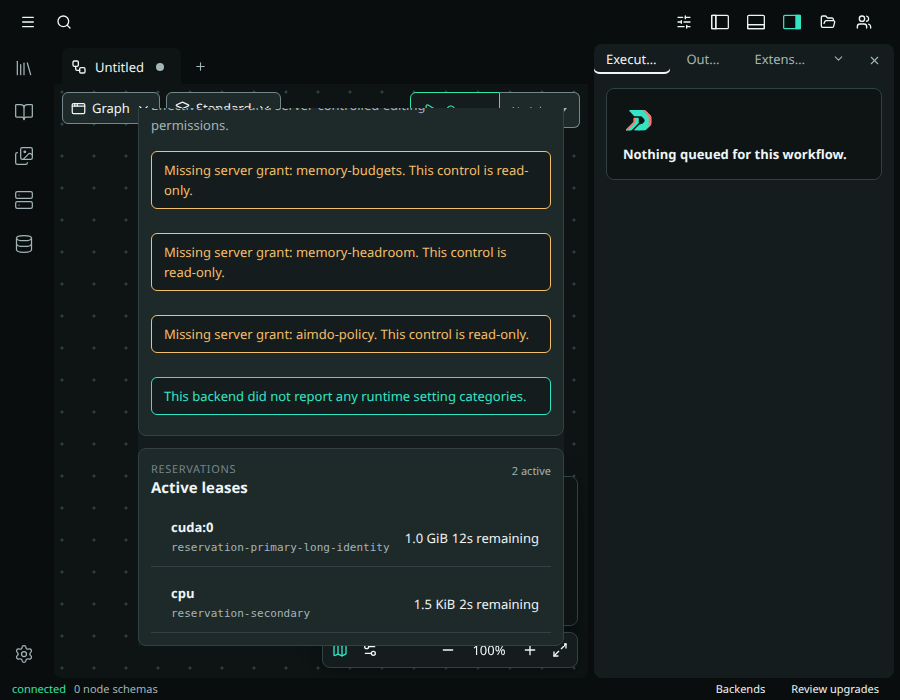 Untitled
Execut...
Out...
Extens...
Graph
Standard
permissions.
Missing server grant: memory-budgets. This control is read-
only.
Missing server grant: memory-headroom. This control is
read-only.
Missing server grant: aimdo-policy. This control is read-only.
This backend did not report any runtime setting categories.
RESERVATIONS
2 active
Active leases
cuda:0
reservation-primary-long-identity
1.0 GiB 12s remaining
cpu
reservation-secondary
1.5 KiB 2s remaining
100%
Nothing queued for this workflow.
connected
0 node schemas
Backends
Review upgrades